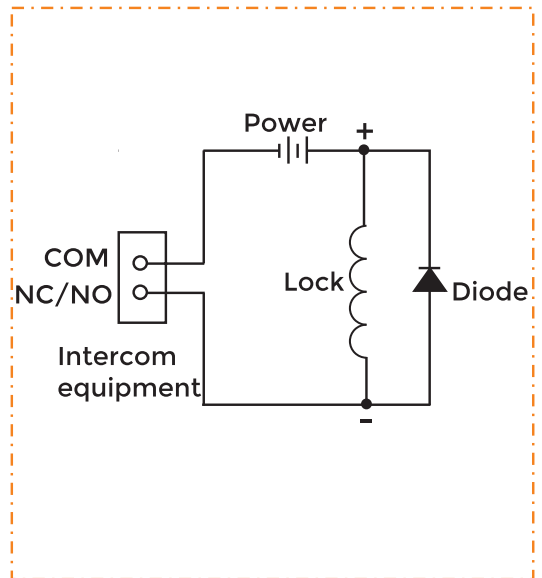 Power
+
COM
NC/NO
Lock
Diode
Intercom
equipment
-